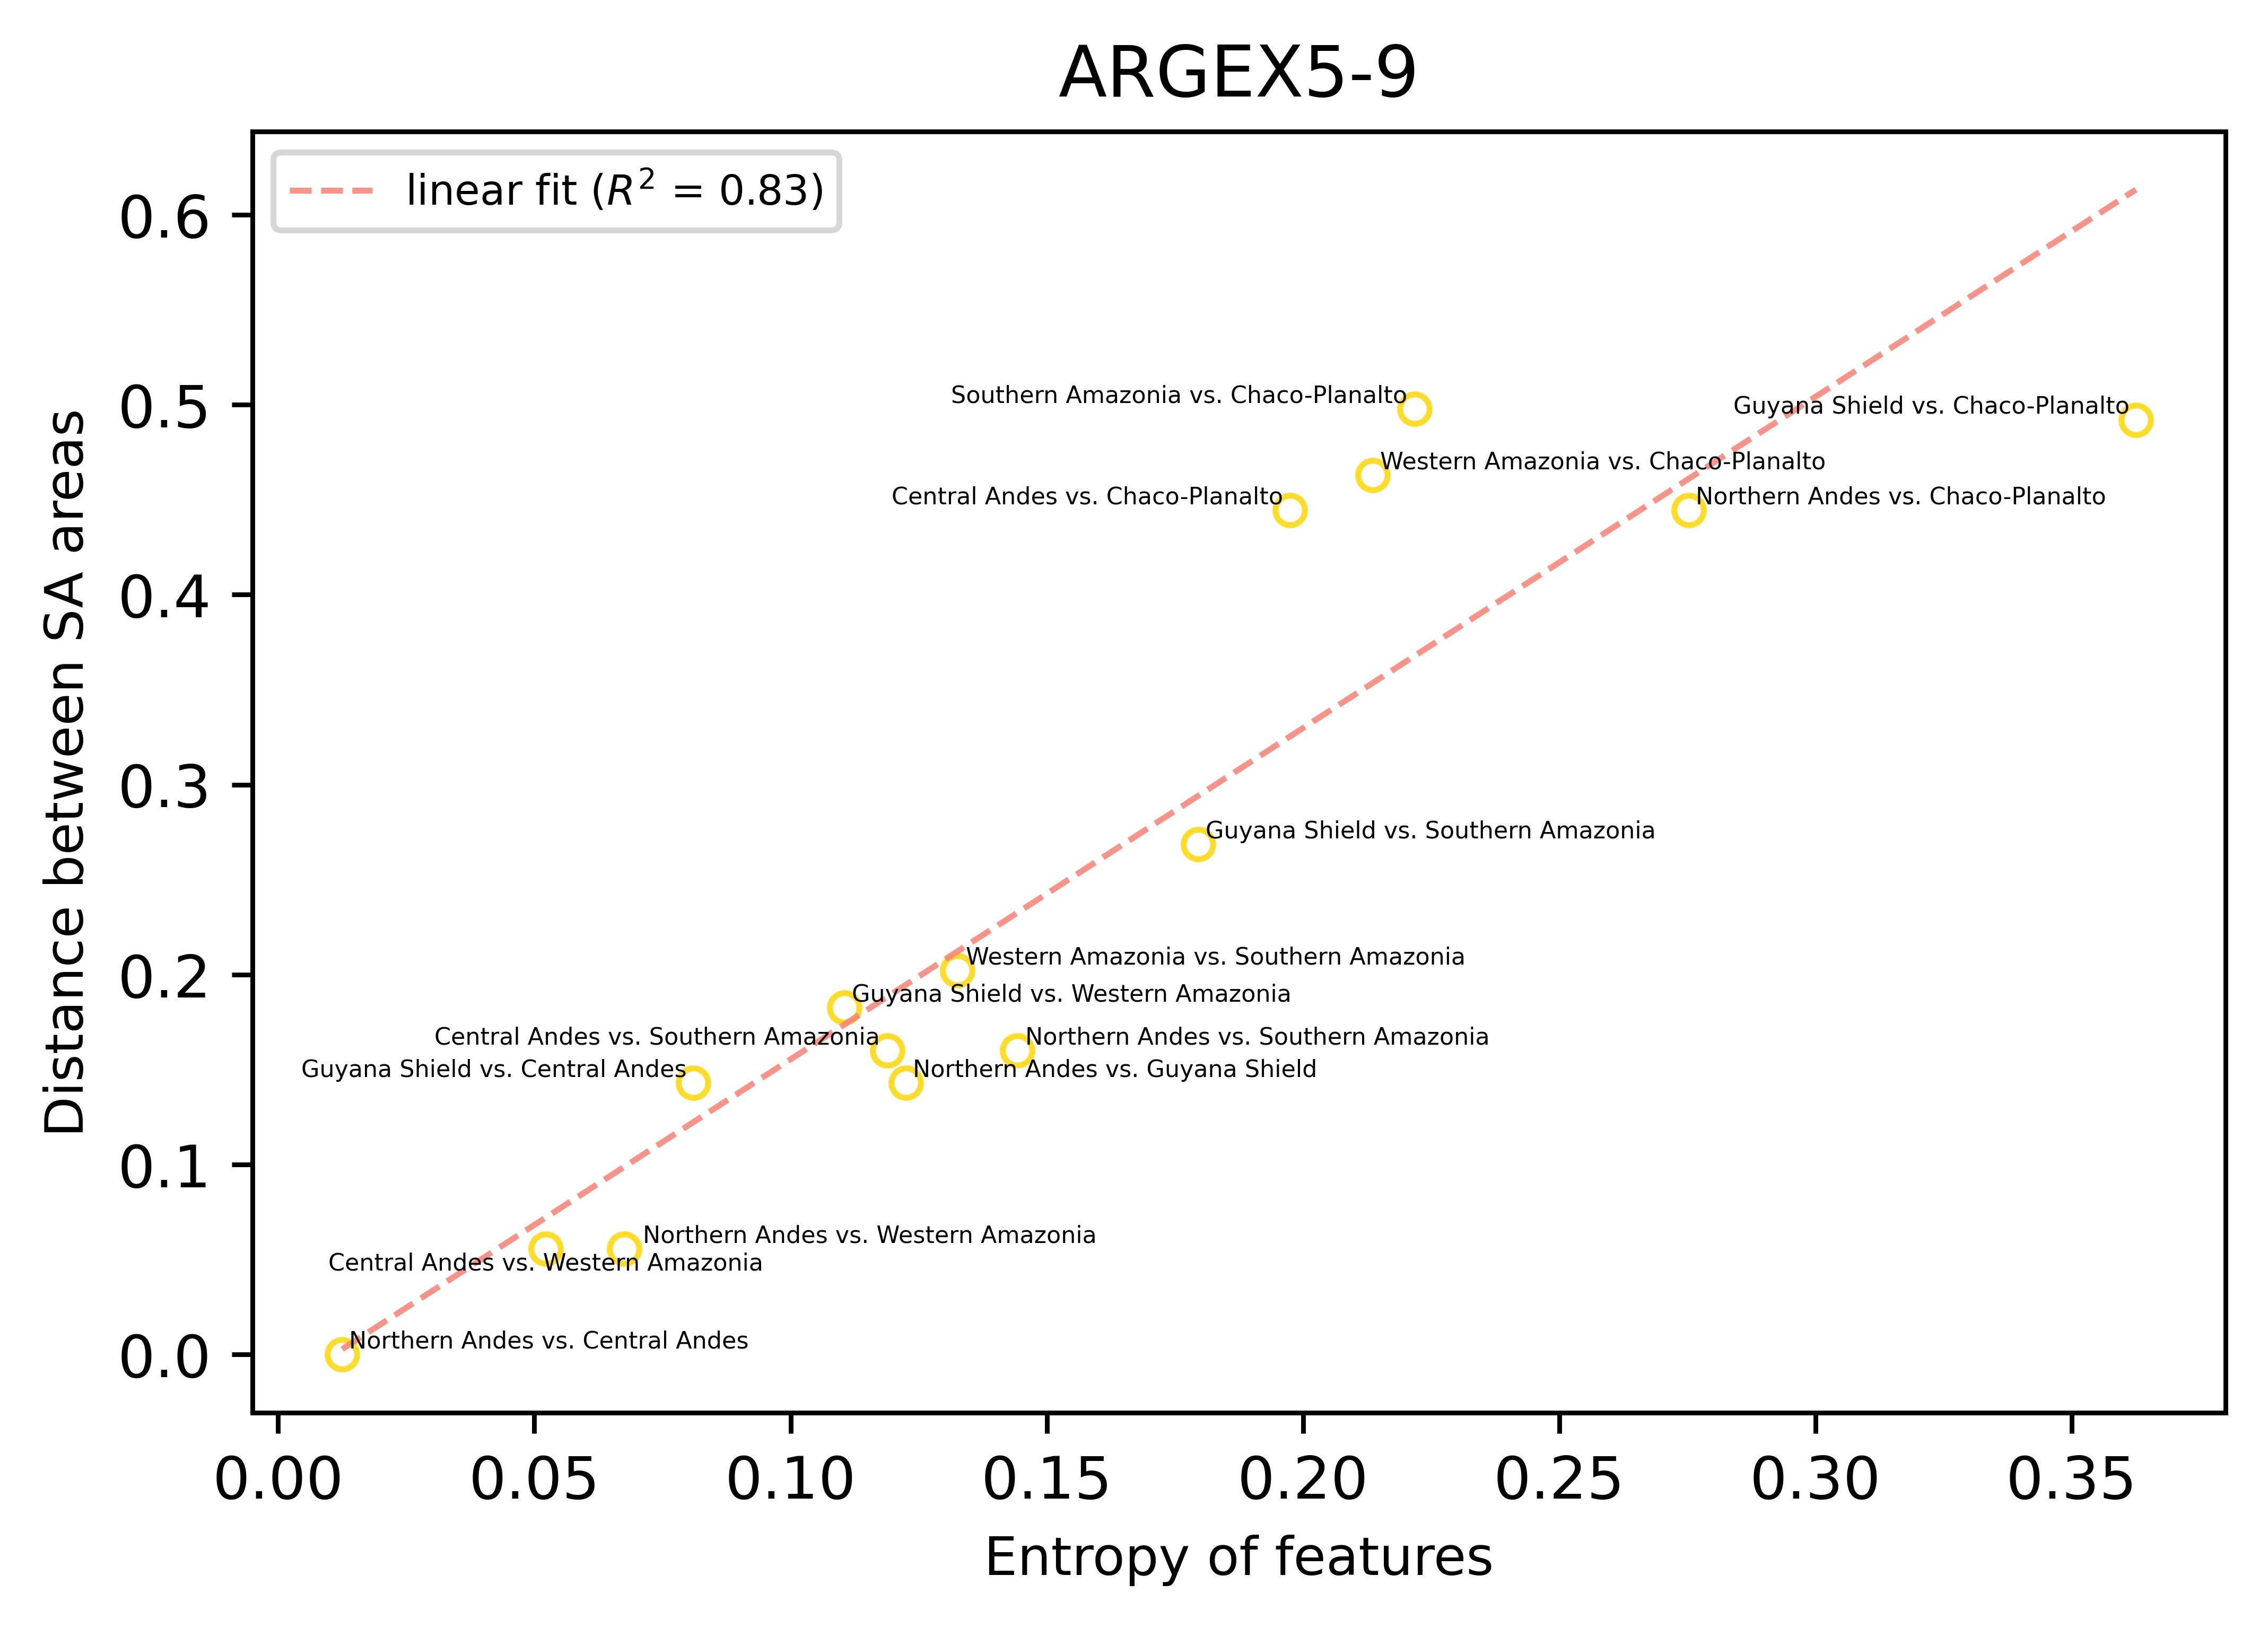 ARGEX5-9
linear fit (R² = 0.83)
Distance between SA areas
0.6
0.5
0.4
0.3
0.2
0.1
0.0
Southern Amazonia vs. Chaco-Planalto
Guyana Shield vs. Chaco-Planalto
Western Amazonia vs. Chaco-Planalto
Central Andes vs. Chaco-Planalto
Northern Andes vs. Chaco-Planalto
Guyana Shield vs. Southern Amazonia
Western Amazonia vs. Southern Amazonia
Guyana Shield vs. Western Amazonia
Central Andes vs. Southern Amazonia
Northern Andes vs. Southern Amazonia
Guyana Shield vs. Central Andes
Northern Andes vs. Guyana Shield
Northern Andes vs. Western Amazonia
Central Andes vs. Western Amazonia
Northern Andes vs. Central Andes
0.00 0.05 0.10 0.15 0.20 0.25 0.30 0.35
Entropy of features